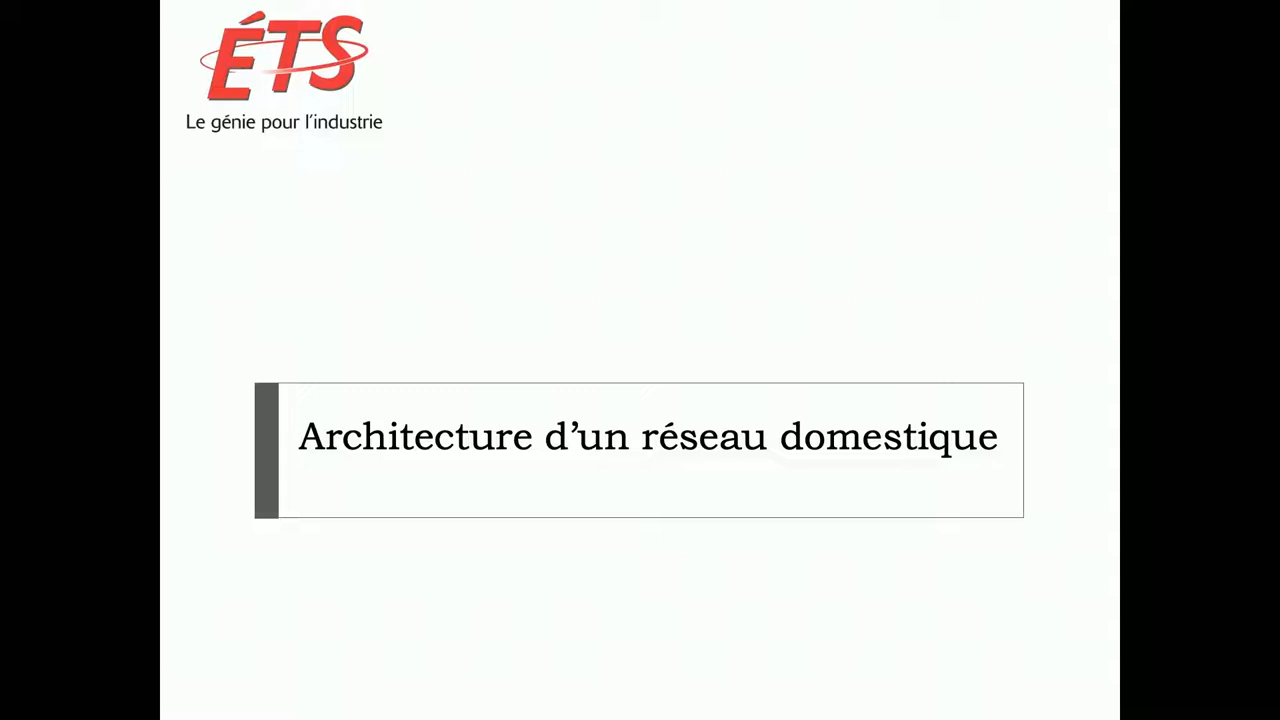 ÉTS
Le génie pour l'industrie
Architecture d’un réseau domestique